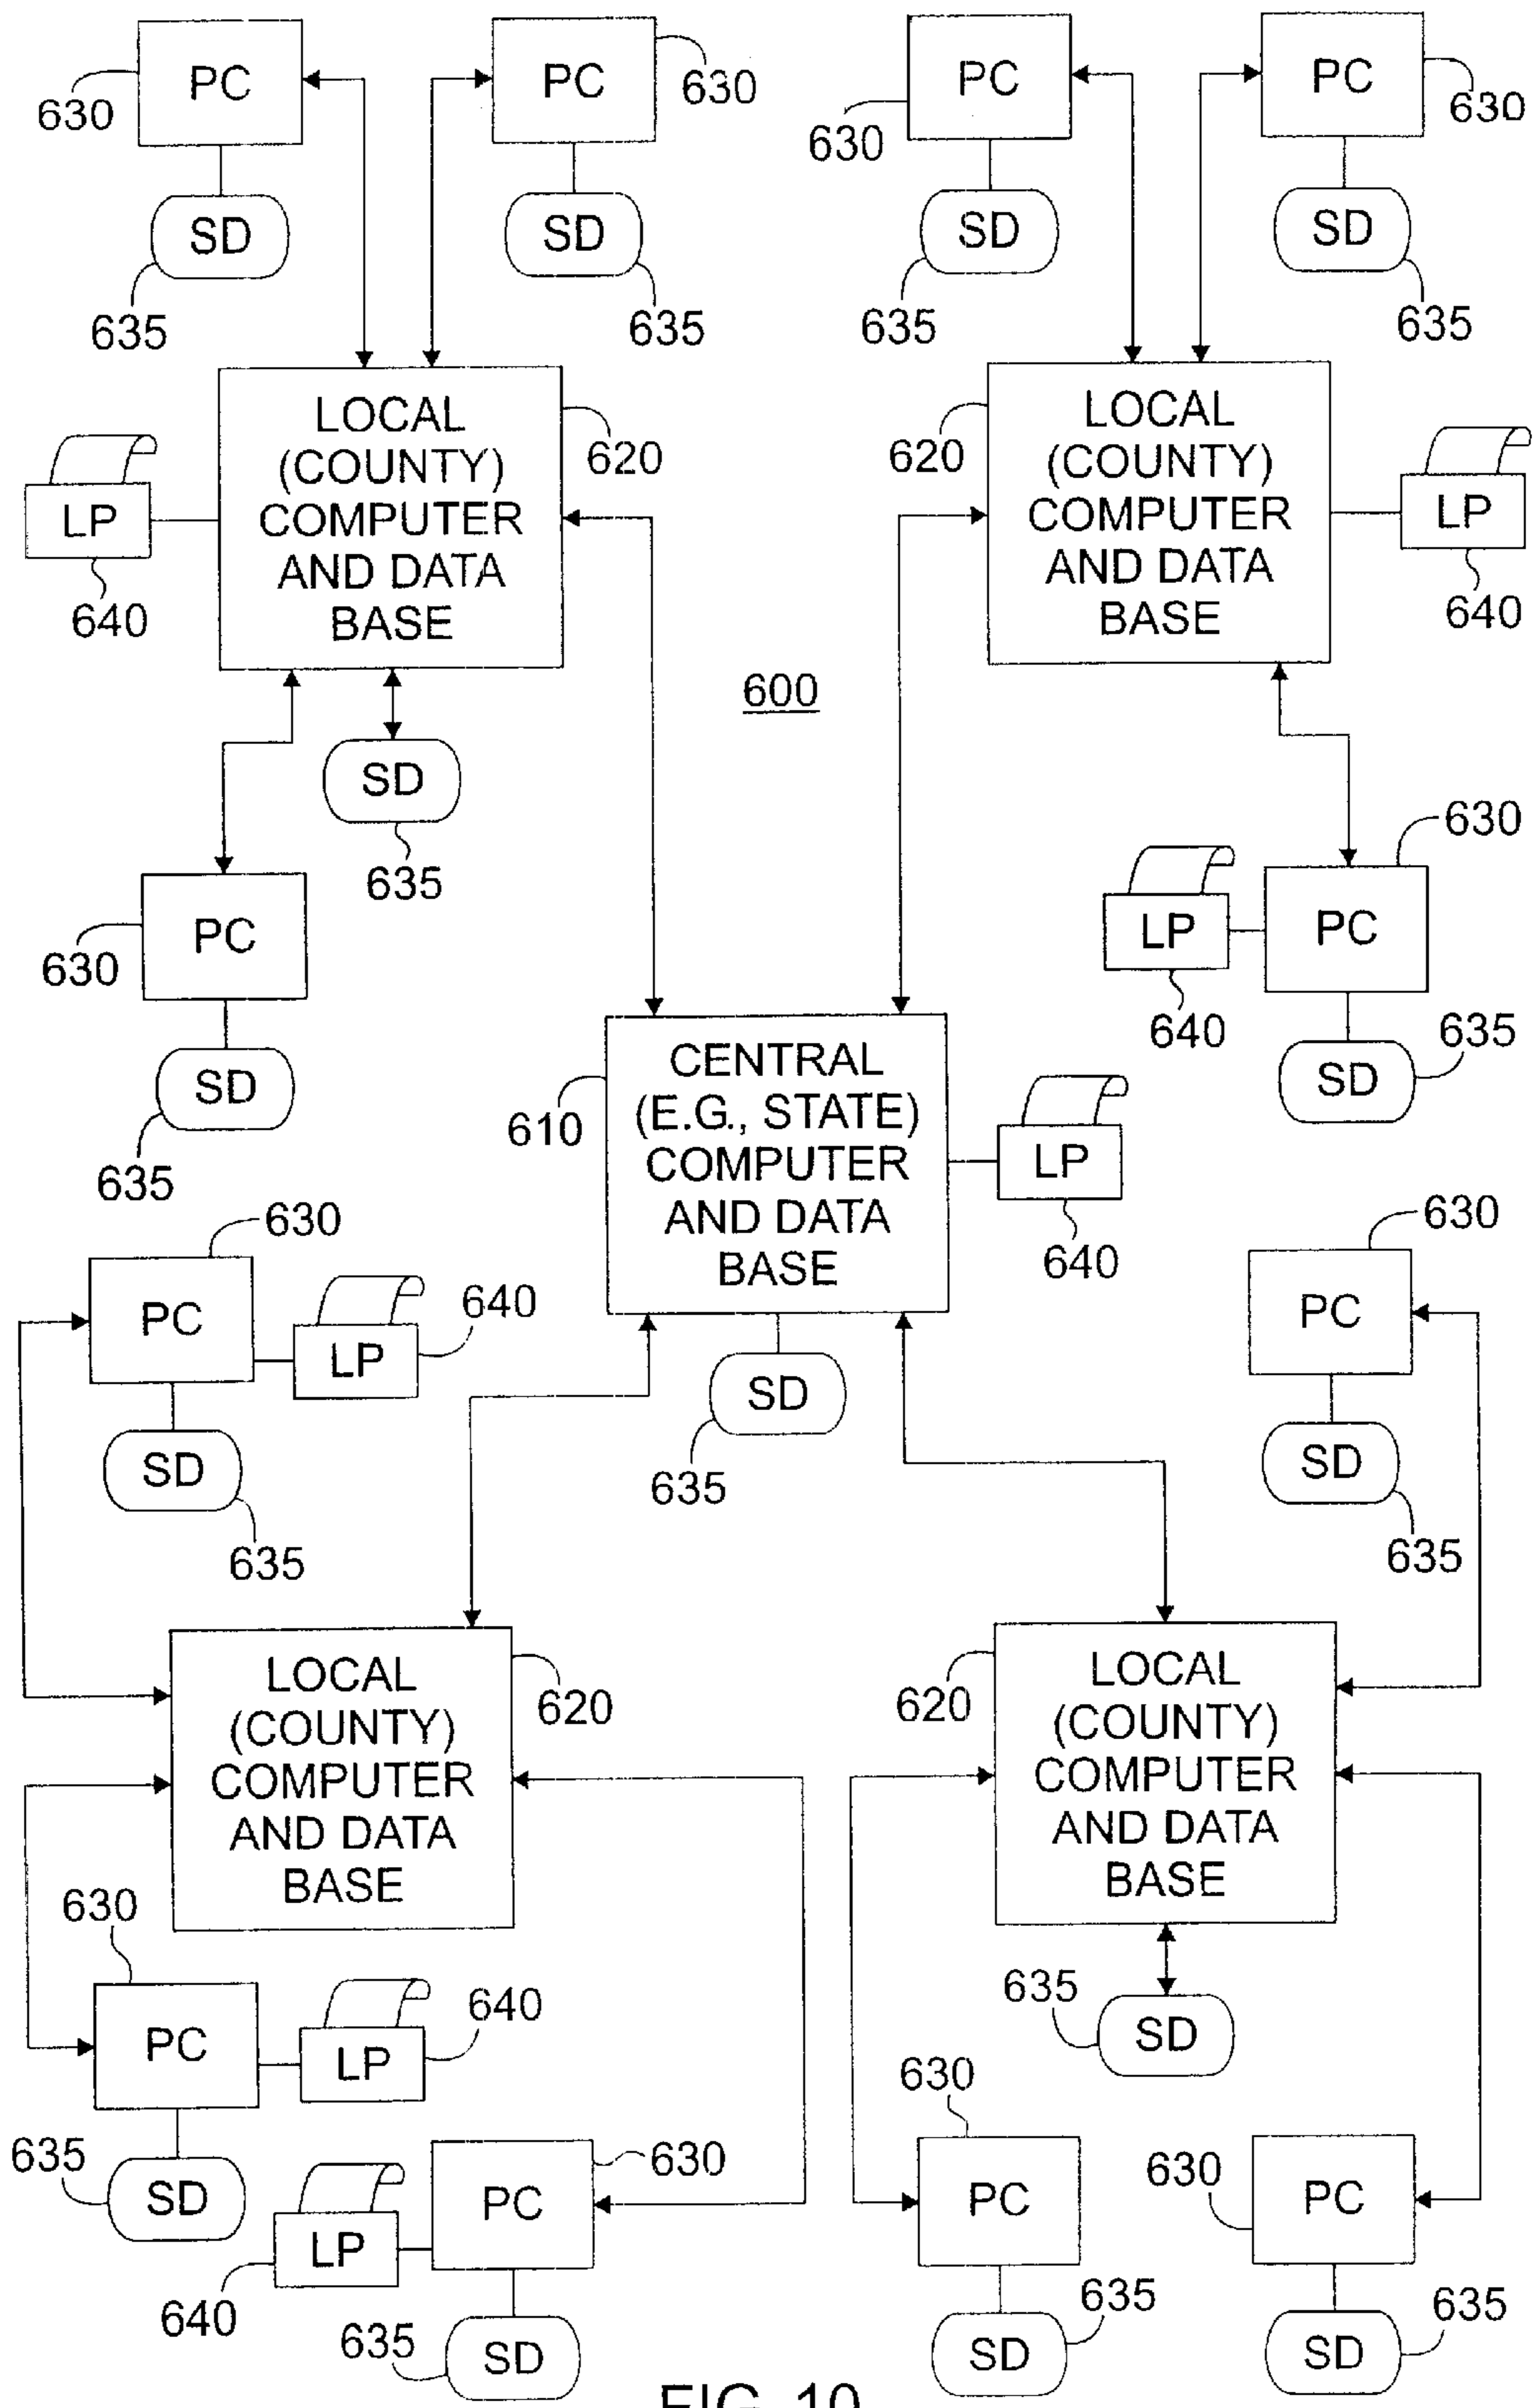 PC
PC
PC
PC
630
630
630
630
SD
SD
SD
SD
635
635
635
635
LOCAL
(COUNTY)
COMPUTER
AND DATA
BASE
620
LP
640
620
LOCAL
(COUNTY)
COMPUTER
AND DATA
BASE
LP
640
600
SD
635
630
PC
SD
635
630
LP
640
PC
SD
635
610
CENTRAL
(E.G., STATE)
COMPUTER
AND DATA
BASE
LP
640
SD
635
630
PC
LP
640
SD
635
630
PC
SD
635
LOCAL
(COUNTY)
COMPUTER
AND DATA
BASE
620
620
LOCAL
(COUNTY)
COMPUTER
AND DATA
BASE
630
PC
LP
640
635
SD
630
PC
LP
640
635
SD
635
SD
630
PC
635
SD
630
PC
635
SD
FIG. 10